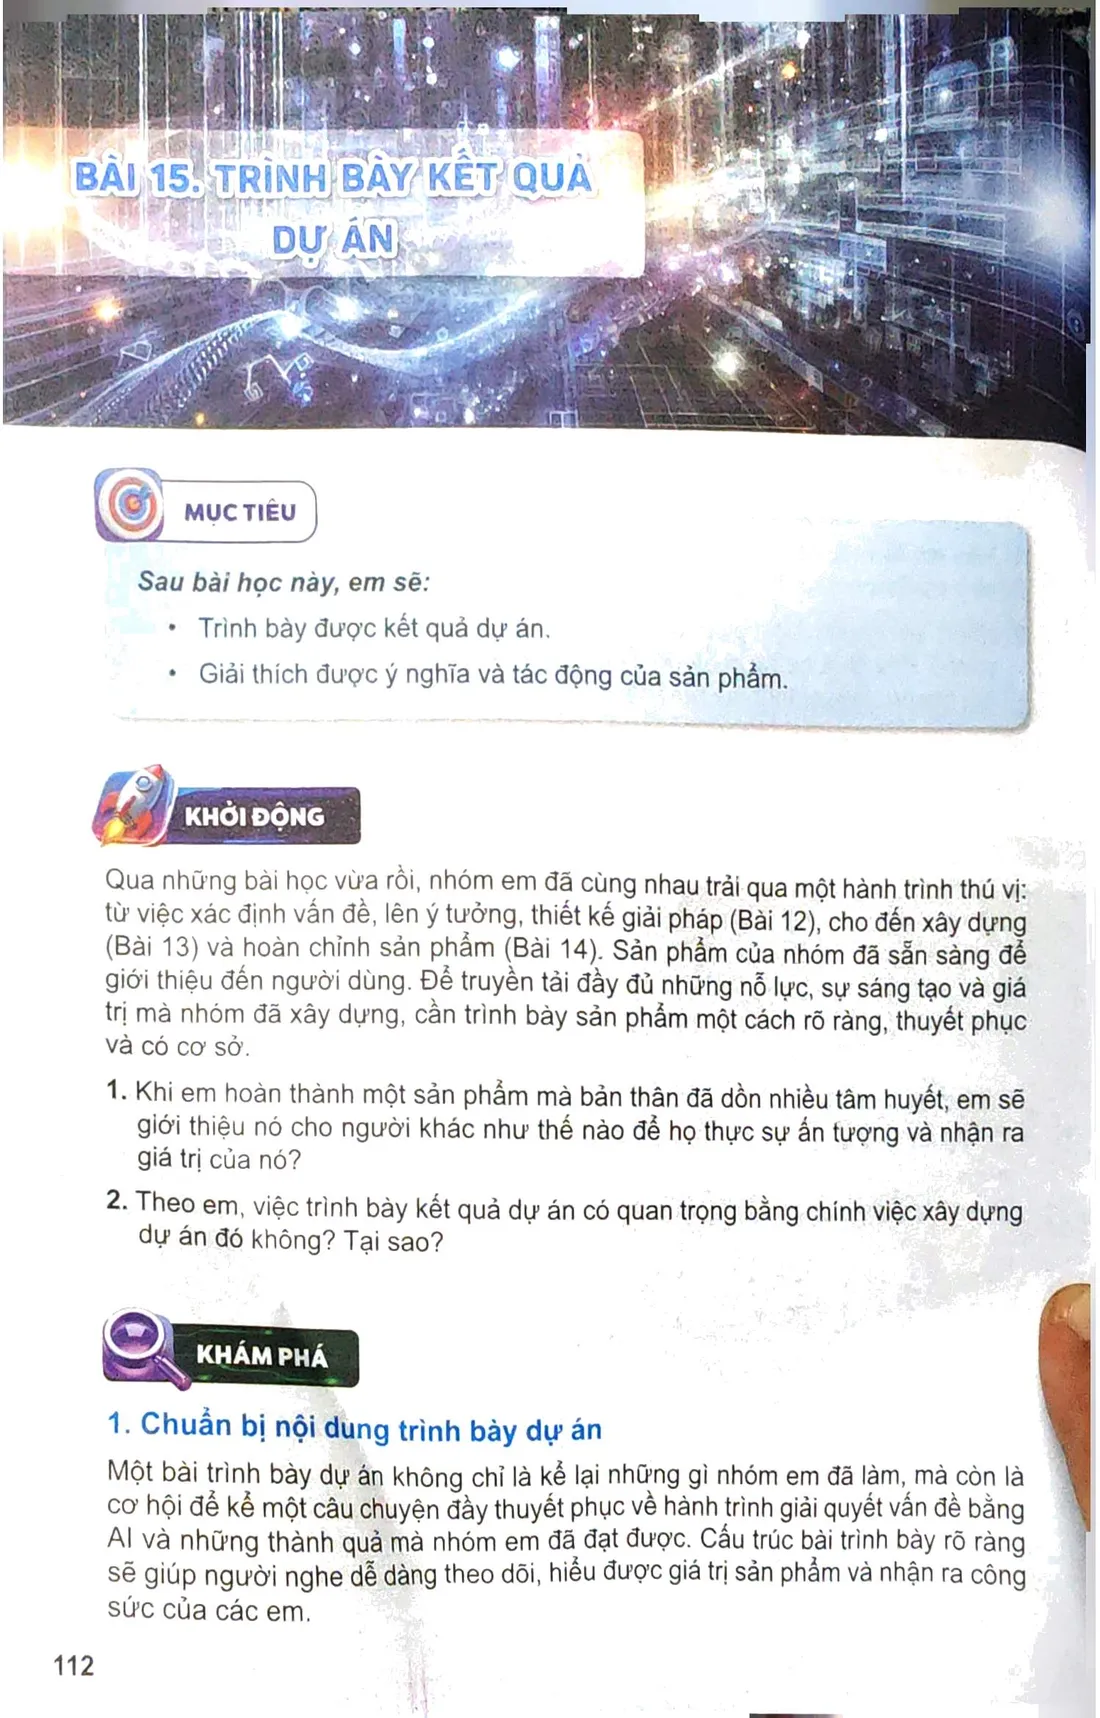 BÀI 15. TRÌNH BÀY KẾT QUẢ
DỰ ÁN
MỤC TIÊU
Sau bài học này, em sẽ:
• Trình bày được kết quả dự án.
• Giải thích được ý nghĩa và tác động của sản phẩm.
KHỞI ĐỘNG
Qua những bài học vừa rồi, nhóm em đã cùng nhau trải qua một hành trình thú vị:
từ việc xác định vấn đề, lên ý tưởng, thiết kế giải pháp (Bài 12), cho đến xây dựng
(Bài 13) và hoàn chỉnh sản phẩm (Bài 14). Sản phẩm của nhóm đã sẵn sàng để
giới thiệu đến người dùng. Để truyền tải đầy đủ những nỗ lực, sự sáng tạo và giá
trị mà nhóm đã xây dựng, cần trình bày sản phẩm một cách rõ ràng, thuyết phục
và có cơ sở.
1. Khi em hoàn thành một sản phẩm mà bản thân đã dồn nhiều tâm huyết, em sẽ
giới thiệu nó cho người khác như thế nào để họ thực sự ấn tượng và nhận ra
giá trị của nó?
2. Theo em, việc trình bày kết quả dự án có quan trọng bằng chính việc xây dựng
dự án đó không? Tại sao?
KHÁM PHÁ
1. Chuẩn bị nội dung trình bày dự án
Một bài trình bày dự án không chỉ là kể lại những gì nhóm em đã làm, mà còn là
cơ hội để kể một câu chuyện đầy thuyết phục về hành trình giải quyết vấn đề bằng
AI và những thành quả mà nhóm em đã đạt được. Cấu trúc bài trình bày rõ ràng
sẽ giúp người nghe dễ dàng theo dõi, hiểu được giá trị sản phẩm và nhận ra công
sức của các em.
112